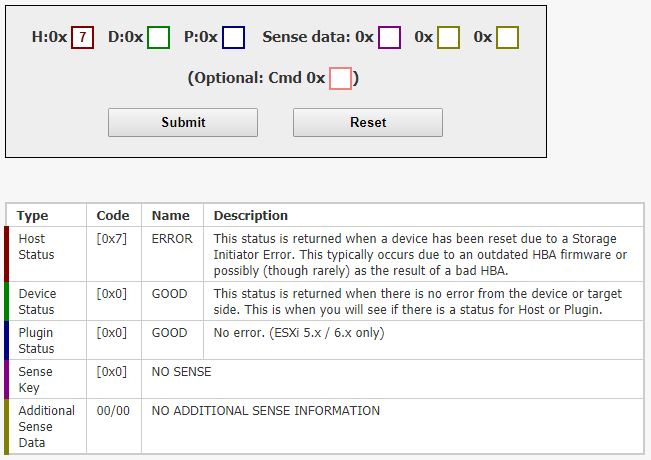 H:0x 7 D:0x P:0x Sense data: 0x 0x 0x
(Optional: Cmd 0x )
Submit Reset
Type Code Name Description
Host Status [0x7] ERROR This status is returned when a device has been reset due to a Storage
Initiator Error. This typically occurs due to an outdated HBA firmware or
possibly (though rarely) as the result of a bad HBA.
Device Status [0x0] GOOD This status is returned when there is no error from the device or target
side. This is when you will see if there is a status for Host or Plugin.
Plugin Status [0x0] GOOD No error. (ESXi 5.x / 6.x only)
Sense Key [0x0] NO SENSE
Additional Sense Data 00/00 NO ADDITIONAL SENSE INFORMATION